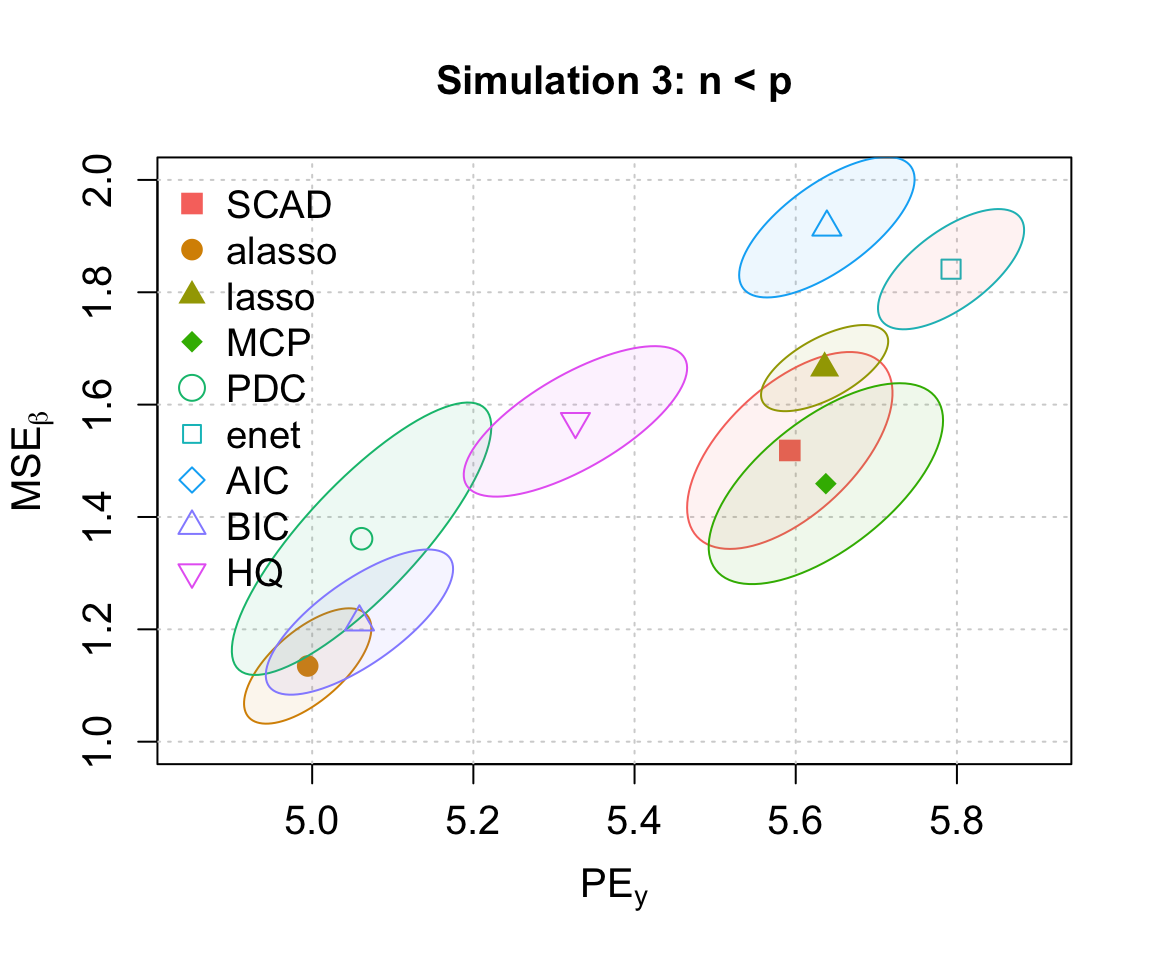 Simulation 3: n < p
2.0
1.8
1.6
1.4
1.2
1.0
MSEβ
SCAD
alasso
lasso
MCP
PDC
enet
AIC
BIC
HQ
5.0 5.2 5.4 5.6 5.8
PEy